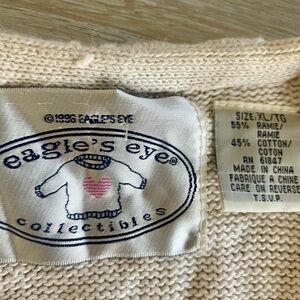 ©1996 EAGLE'S EYE
eagle's eye®
collectibles
SIZE: XL/TG
55% RAMIE/
RAMIE
45% COTTON/
COTON
RN 61847
MADE IN CHINA
FABRIQUE A CHINE
CARE ON REVERSE
T.S.V.P.